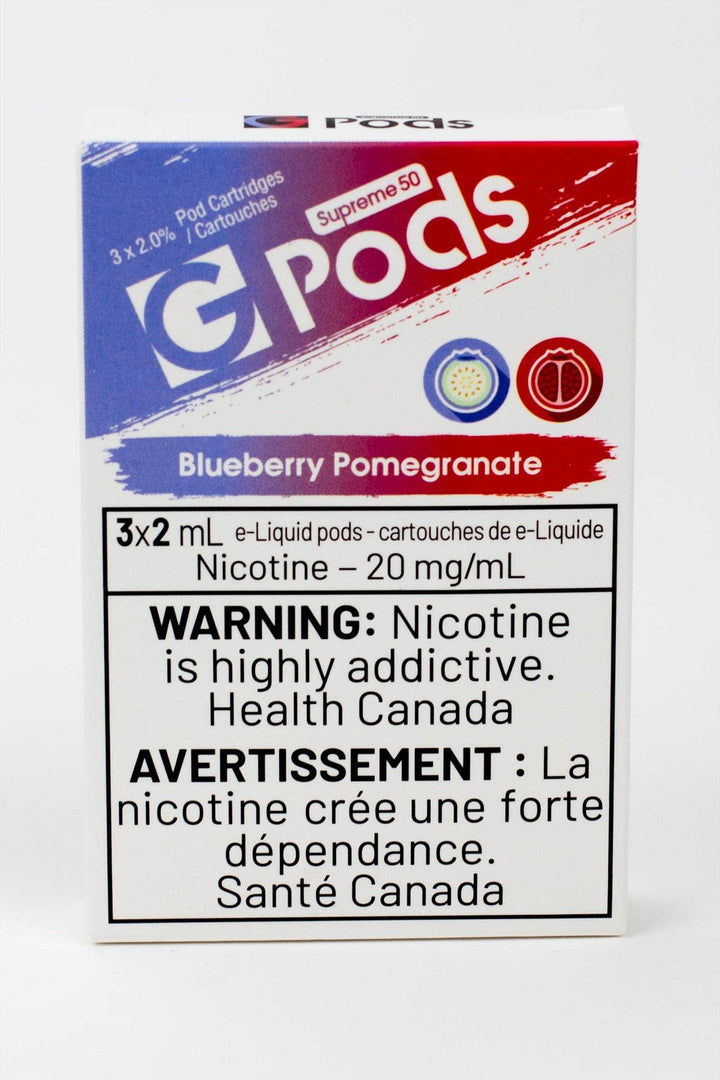 G Pods
3 x 2.0% Pod Cartridges
/ Cartouches
Supreme 50
G Pods
Blueberry Pomegranate
3x2 mL e-Liquid pods - cartouches de e-Liquide
Nicotine – 20 mg/mL
WARNING: Nicotine
is highly addictive.
Health Canada
AVERTISSEMENT : La
nicotine crée une forte
dépendance.
Santé Canada